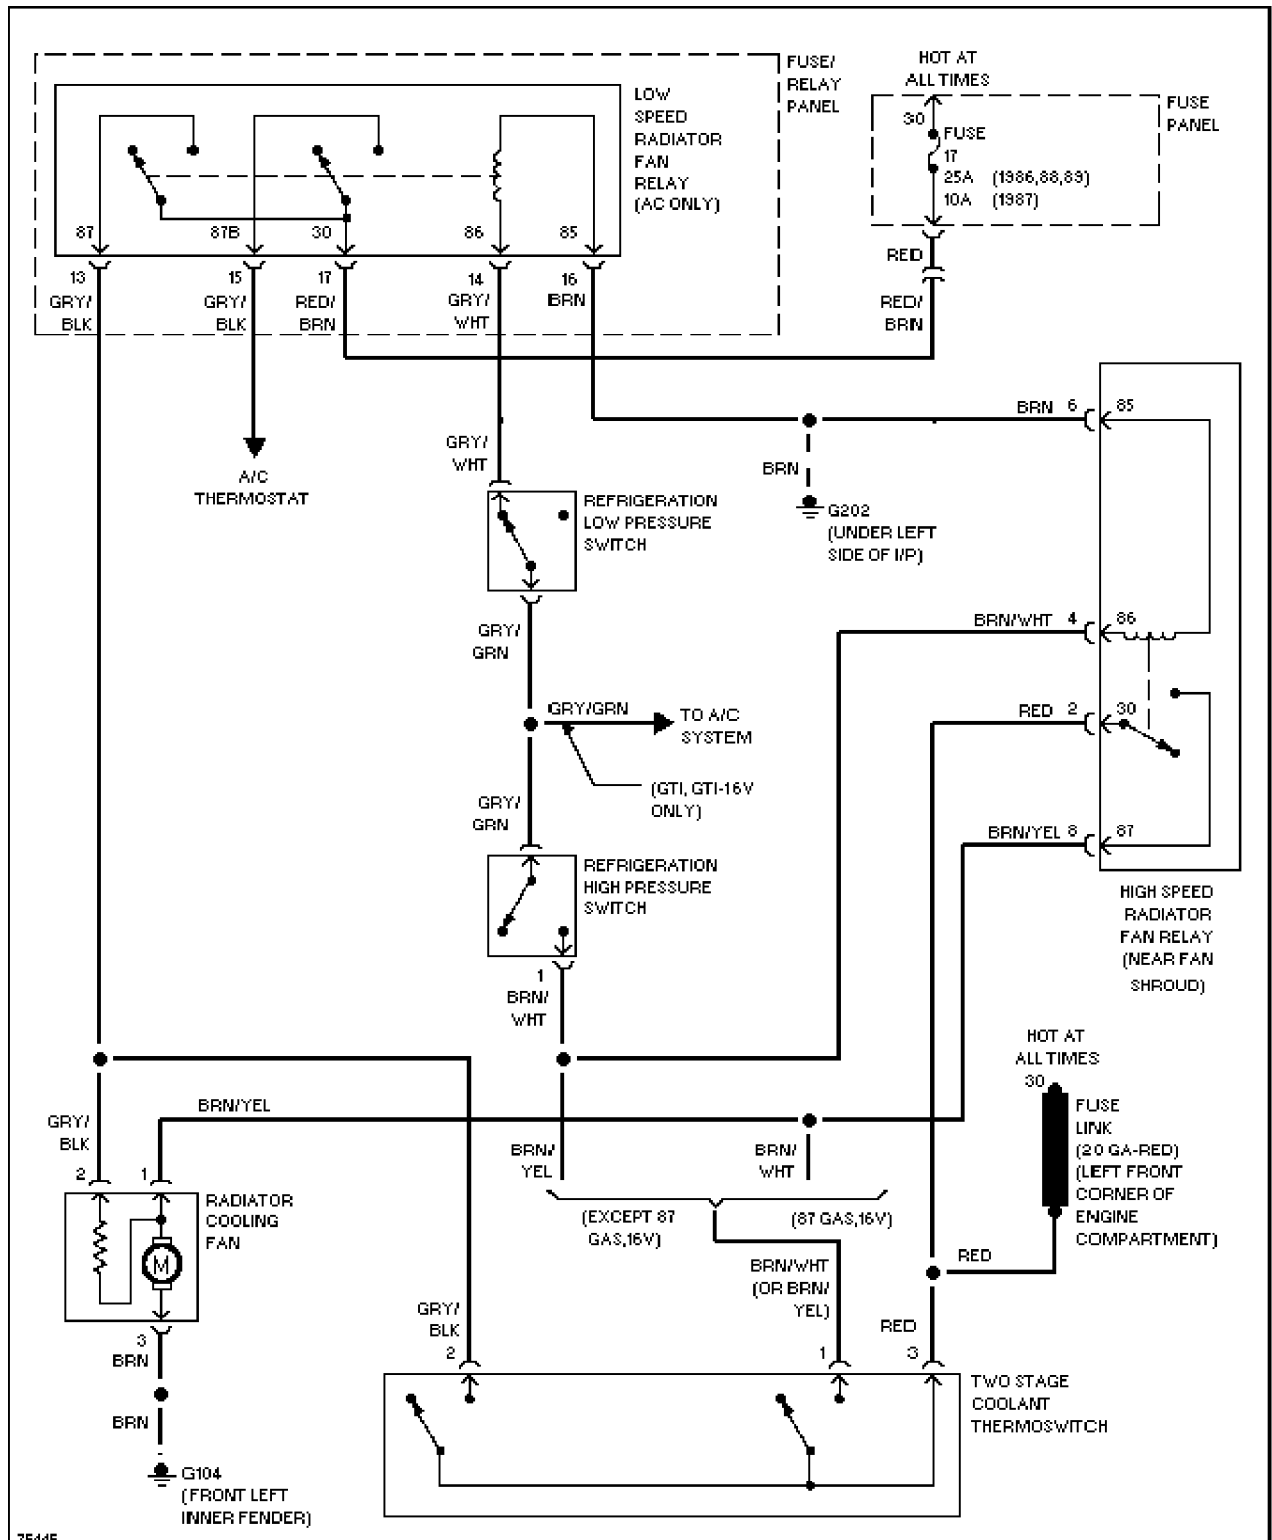 HOT AT
ALL TIMES
FUSE/
RELAY
PANEL
LOW
SPEED
RADIATOR
FAN
RELAY
(AC ONLY)
FUSE
PANEL
30
FUSE
17
25A (1986,88,89)
10A (1987)
87 87B 30 86 85
13 15 17 14 16
GRY/
BLK
GRY/
BLK
RED/
BRN
GRY/
WHT
BRN
RED
RED/
BRN
BRN 6 85
GRY/
WHT
A/C
THERMOSTAT
BRN
REFRIGERATION
LOW PRESSURE
SWITCH
G202
(UNDER LEFT
SIDE OF I/P)
GRY/
GRN
BRN/WHT 4 86
GRY/GRN
TO A/C
SYSTEM
RED 2 30
(GTI, GTI-16V
ONLY)
GRY/
GRN
BRN/YEL 8 87
REFRIGERATION
HIGH PRESSURE
SWITCH
HIGH SPEED
RADIATOR
FAN RELAY
(NEAR FAN
SHROUD)
1
BRN/
WHT
HOT AT
ALL TIMES
30
FUSE
LINK
(20 GA-RED)
(LEFT FRONT
CORNER OF
ENGINE
COMPARTMENT)
BRN/YEL
GRY/
BLK
BRN/
YEL
BRN/
WHT
2 1
RADIATOR
COOLING
FAN
M
(EXCEPT 87
GAS,16V)
(87 GAS,16V)
RED
BRN/WHT
(OR BRN/
YEL)
GRY/
BLK
RED
2 1 3
3
BRN
TWO STAGE
COOLANT
THERMOSWITCH
BRN
G104
(FRONT LEFT
INNER FENDER)